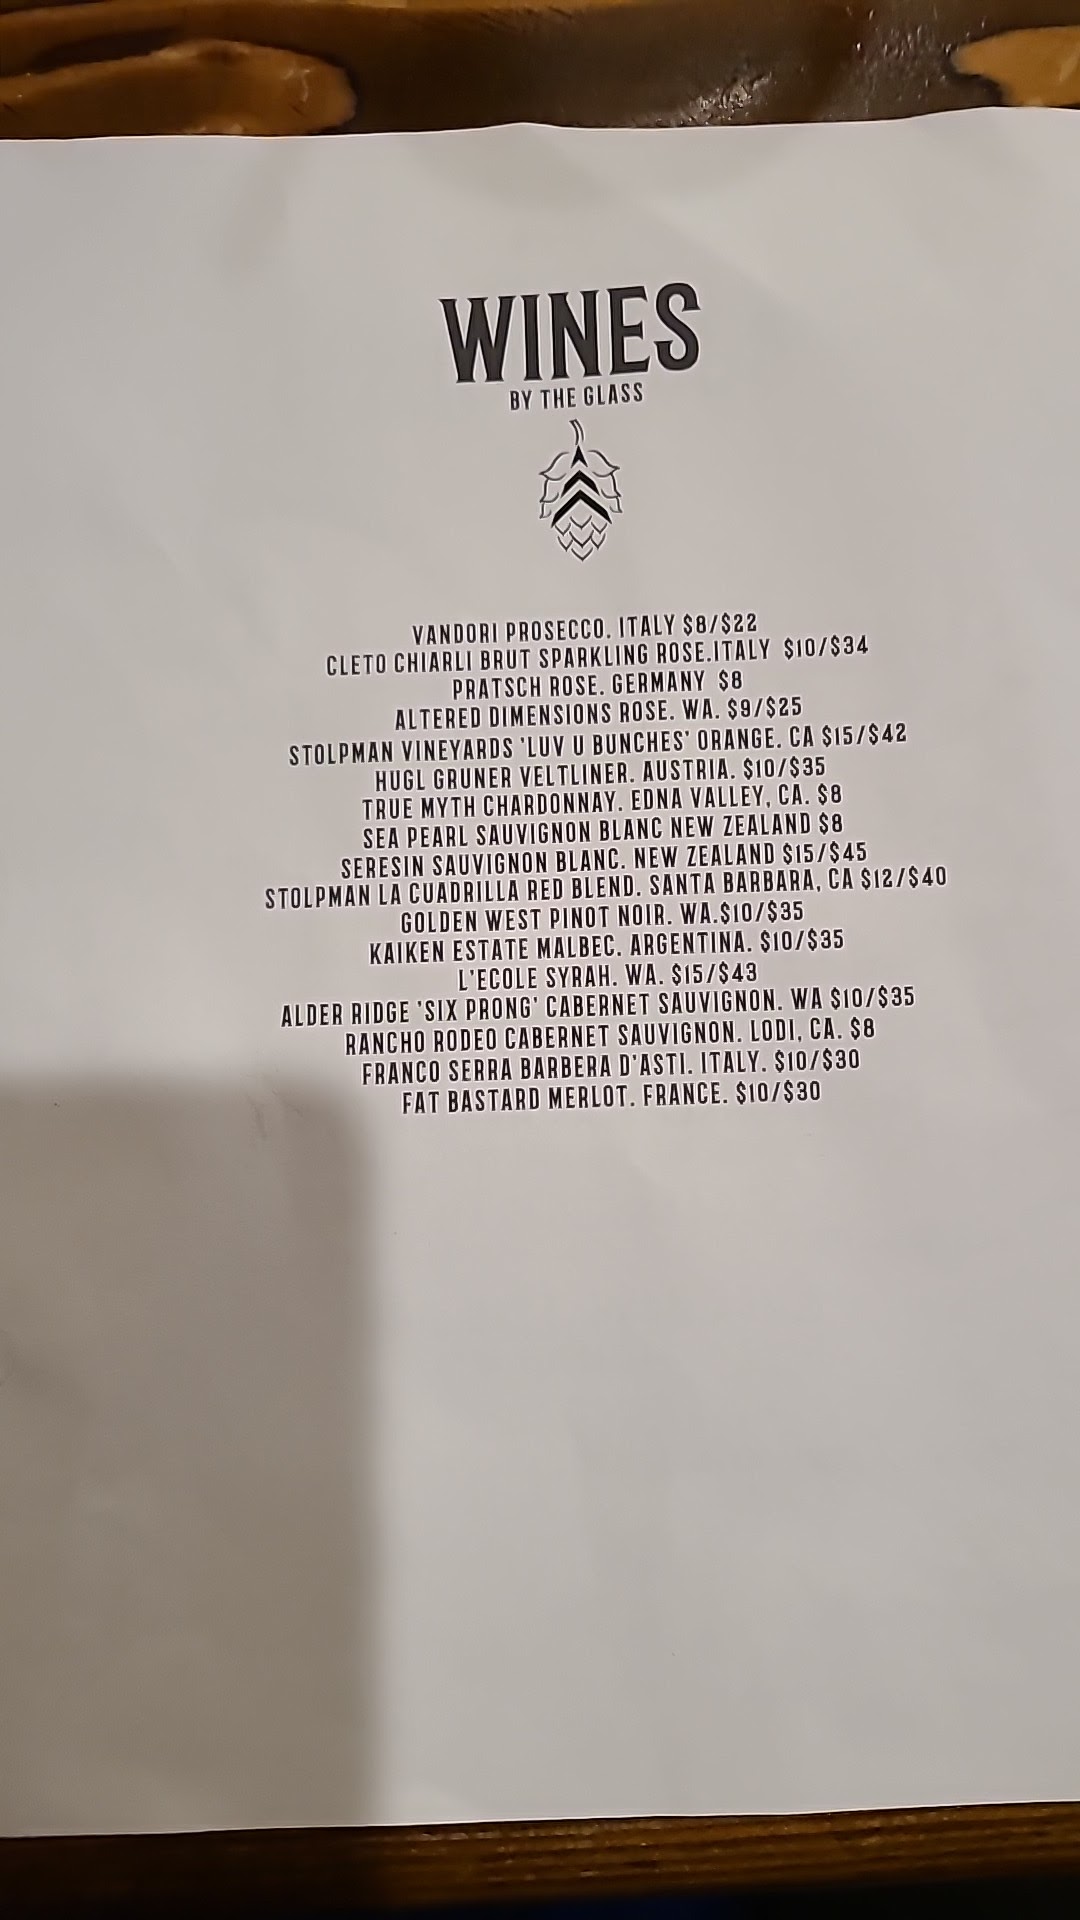 WINES
BY THE GLASS
VANDORI PROSECCO. ITALY $8/$22
CLETO CHIARLI BRUT SPARKLING ROSE.ITALY $10/$34
PRATSCH ROSE. GERMANY $8
ALTERED DIMENSIONS ROSE. WA. $9/$25
STOLPMAN VINEYARDS 'LUV U BUNCHES' ORANGE. CA $15/$42
HUGL GRUNER VELTLINER. AUSTRIA. $10/$35
TRUE MYTH CHARDONNAY. EDNA VALLEY, CA. $8
SEA PEARL SAUVIGNON BLANC NEW ZEALAND $8
SERESIN SAUVIGNON BLANC. NEW ZEALAND $15/$45
STOLPMAN LA CUADRILLA RED BLEND. SANTA BARBARA, CA $12/$40
GOLDEN WEST PINOT NOIR. WA.$10/$35
KAIKEN ESTATE MALBEC. ARGENTINA. $10/$35
L'ECOLE SYRAH. WA. $15/$43
ALDER RIDGE 'SIX PRONG' CABERNET SAUVIGNON. WA $10/$35
RANCHO RODEO CABERNET SAUVIGNON. LODI, CA. $8
FRANCO SERRA BARBERA D'ASTI. ITALY. $10/$30
FAT BASTARD MERLOT. FRANCE. $10/$30